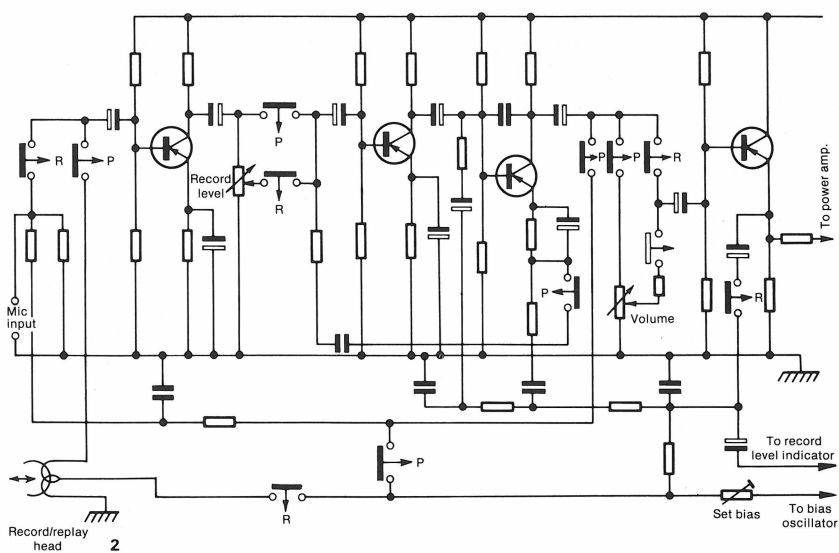 R
P
Record
level
P
R
P
P
P
R
Volume
R
To power amp.
Mic
input
To record
level indicator
P
R
Set bias
To bias
oscillator
Record/replay
head
2